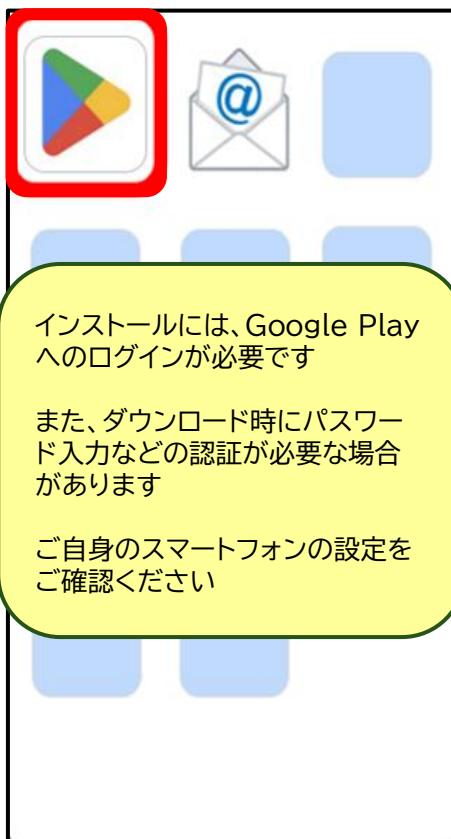 @
インストールには、Google Play
へのログインが必要です
また、ダウンロード時にパスワー
ド入力などの認証が必要な場合
があります
ご自身のスマートフォンの設定を
ご確認ください